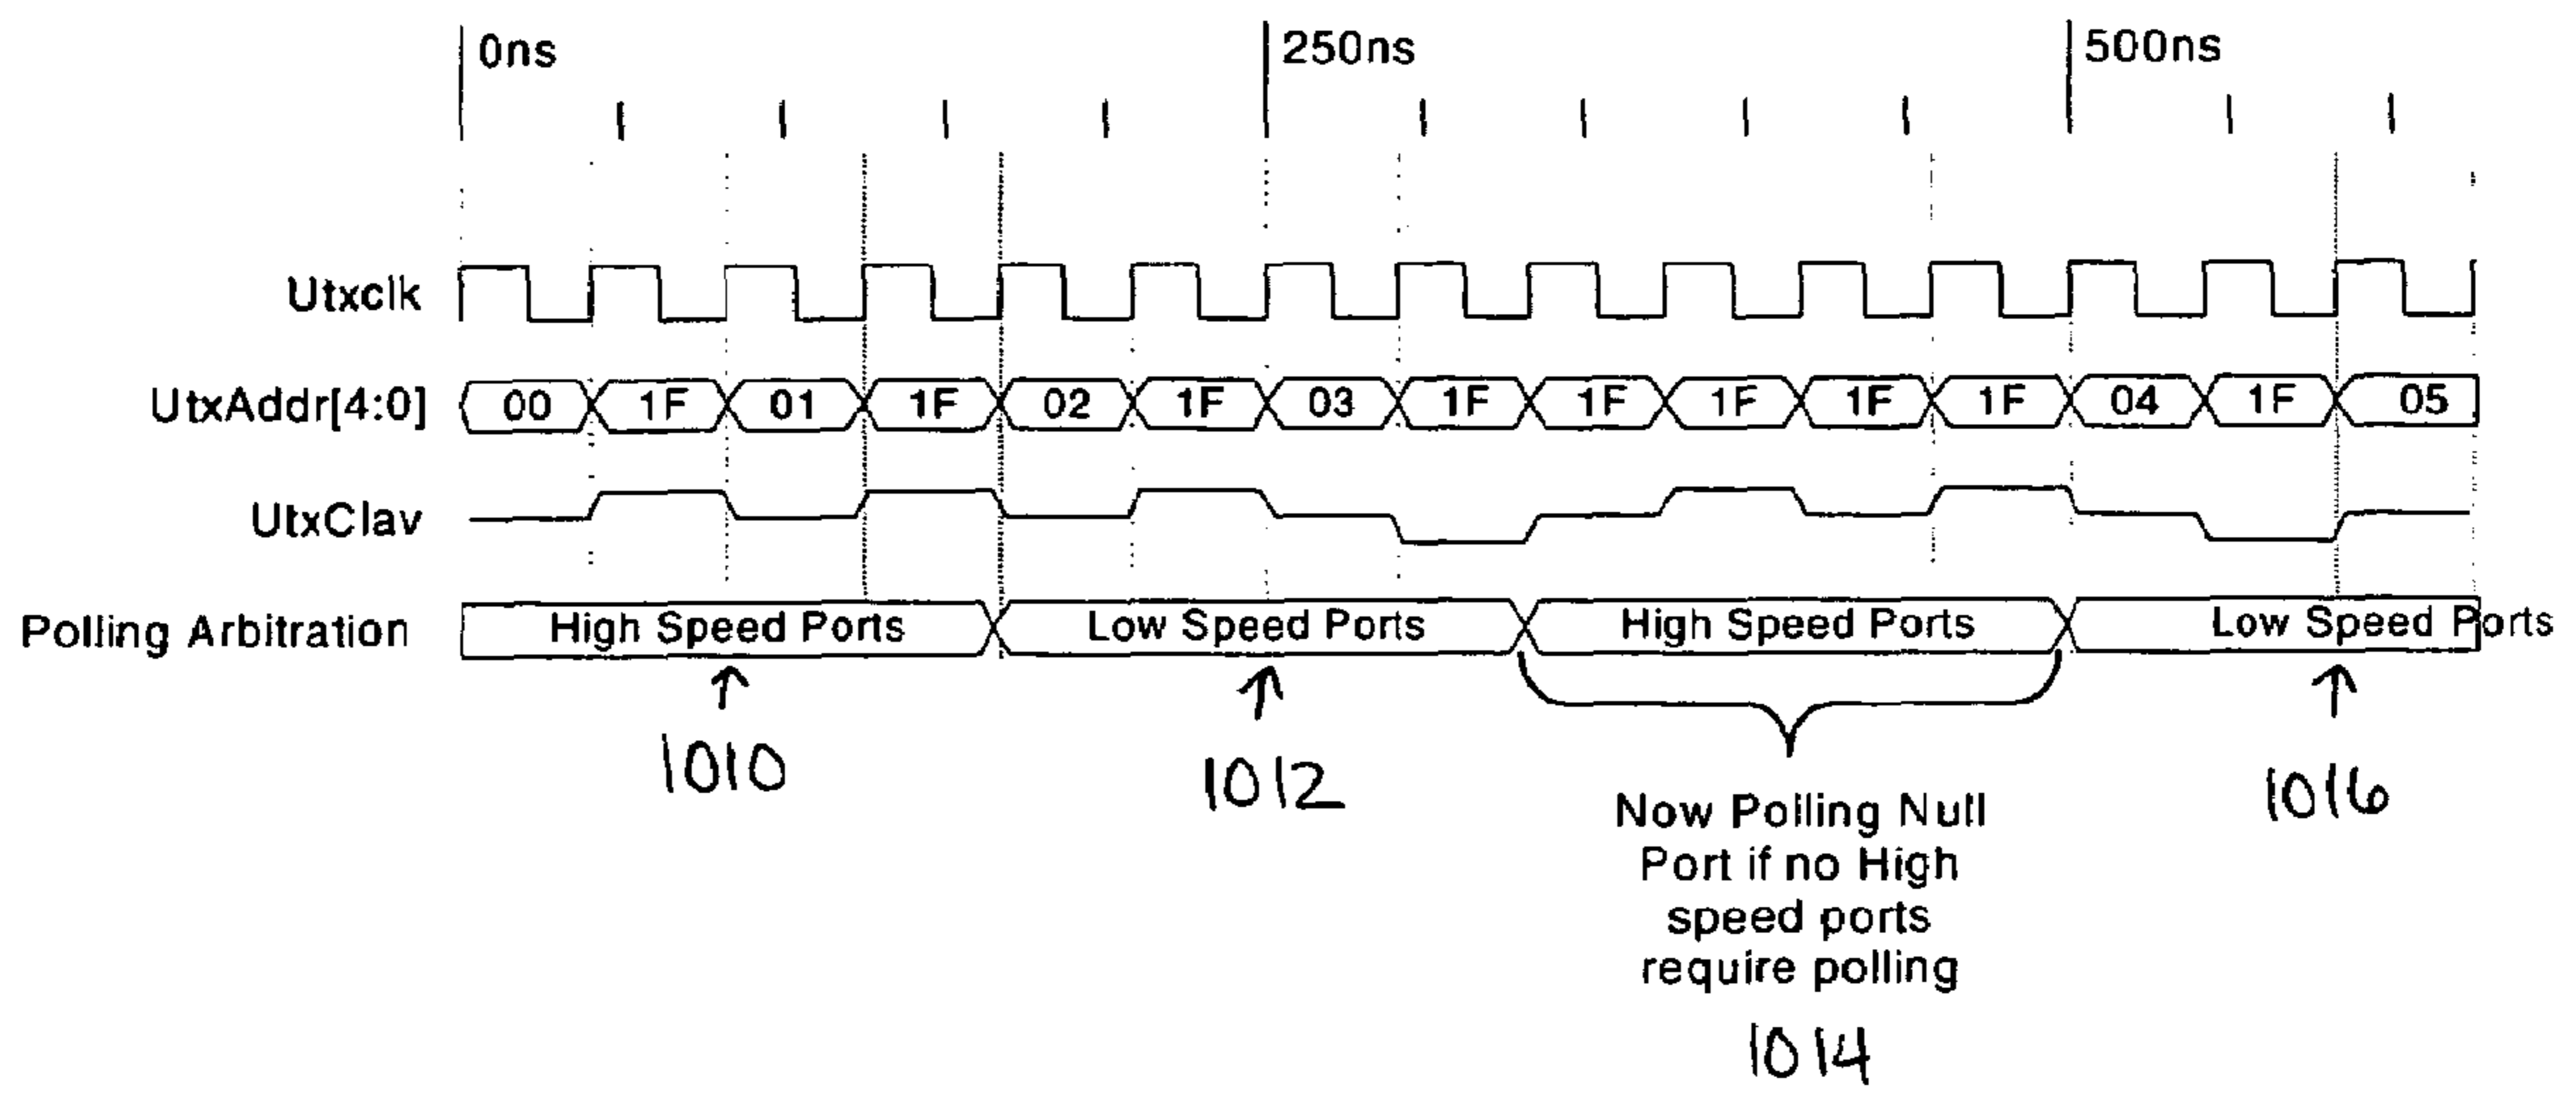 0ns 250ns 500ns
Utxclk
UtxAddr[4:0] 00 1F 01 1F 02 1F 03 1F 1F 1F 1F 1F 04 1F 05
UtxClav
Polling Arbitration High Speed Ports Low Speed Ports High Speed Ports Low Speed Ports
1010 1012 1016
Now Polling Null
Port if no High
speed ports
require polling
1014